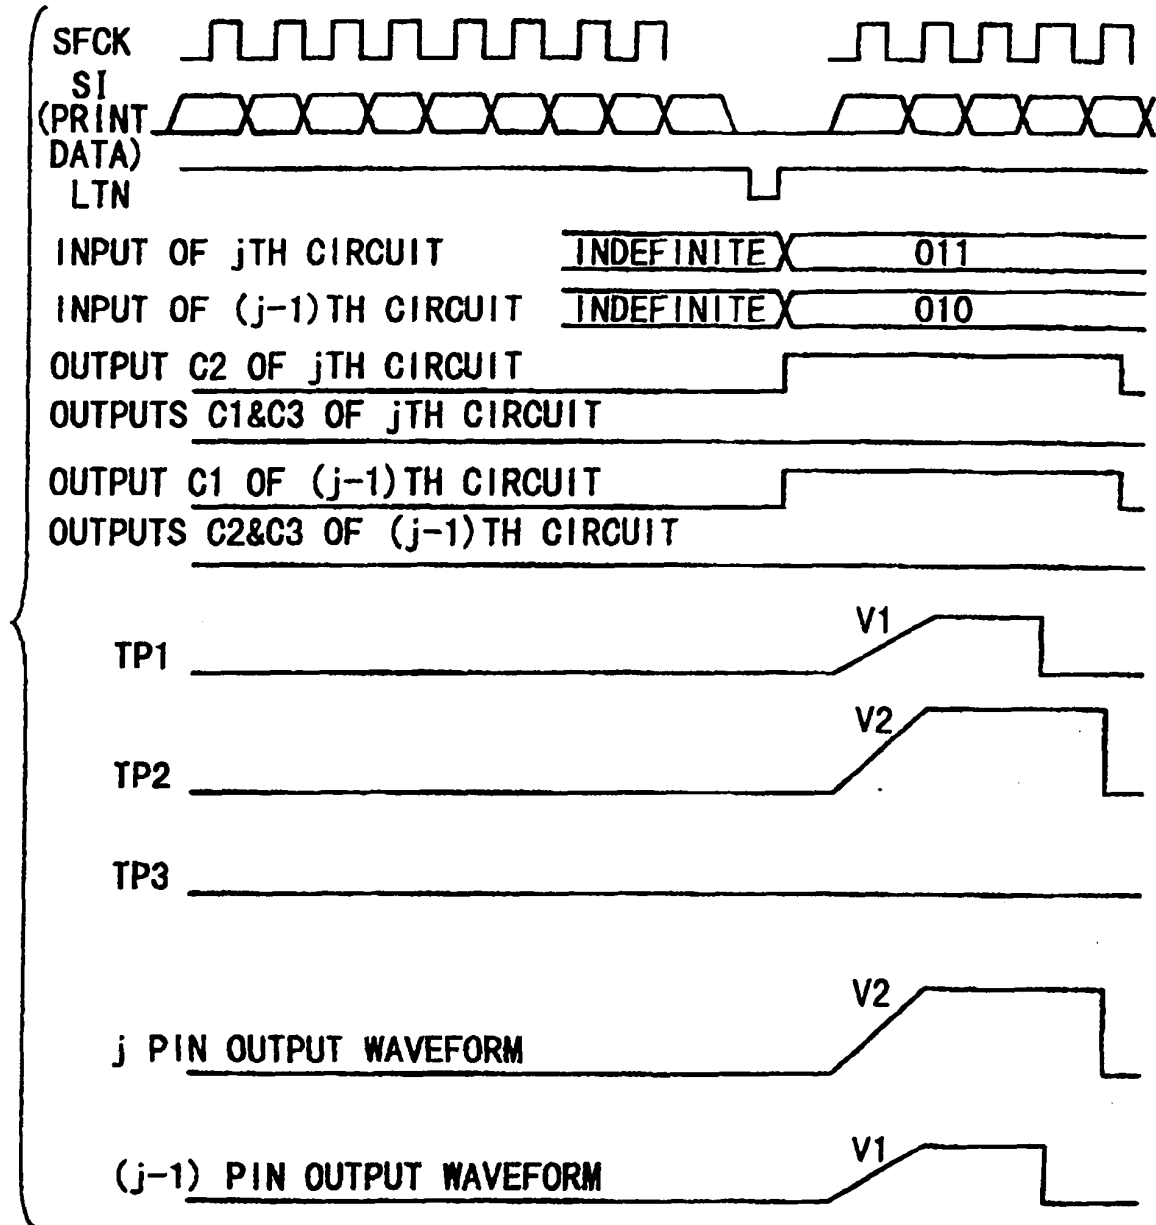 SFCK
SI
(PRINT
DATA)
LTN
INPUT OF jTH CIRCUIT INDEFINITE 011
INPUT OF (j-1)TH CIRCUIT INDEFINITE 010
OUTPUT C2 OF jTH CIRCUIT
OUTPUTS C1&C3 OF jTH CIRCUIT
OUTPUT C1 OF (j-1)TH CIRCUIT
OUTPUTS C2&C3 OF (j-1)TH CIRCUIT
TP1 V1
TP2 V2
TP3
j PIN OUTPUT WAVEFORM V2
(j-1) PIN OUTPUT WAVEFORM V1